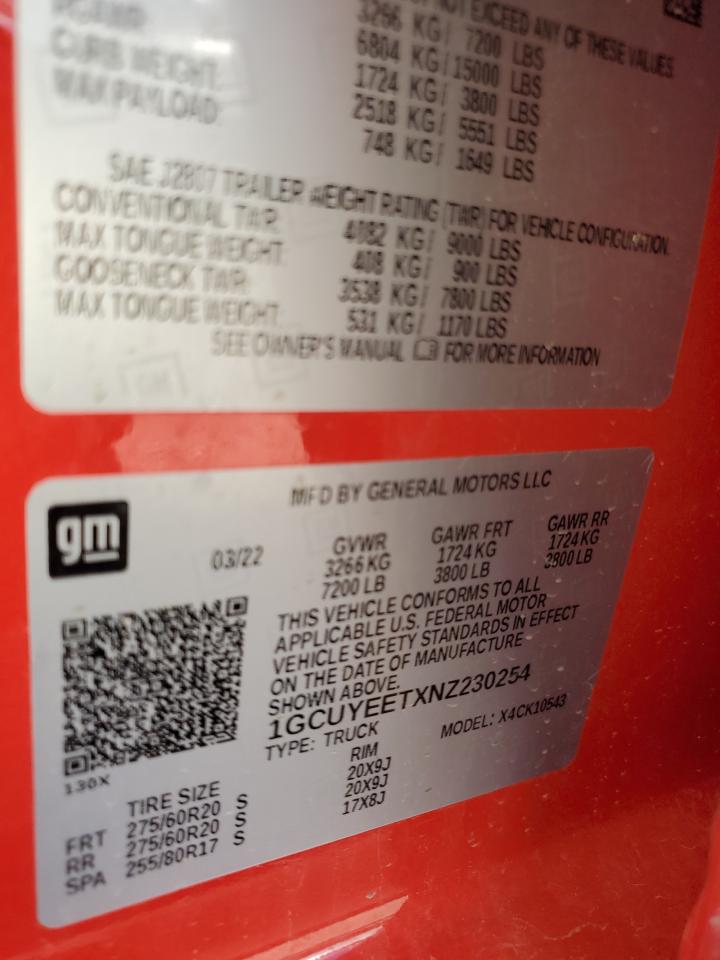 NOT EXCEED ANY OF THESE VALUES.
3266 KG/ 7200 LBS
6804 KG/ 15000 LBS
1724 KG/ 3800 LBS
CURB WEIGHT: 2518 KG/ 5551 LBS
MAX PAYLOAD: 748 KG/ 1649 LBS
SAE J2807 TRAILER WEIGHT RATING (TWR) FOR VEHICLE CONFIGURATION.
CONVENTIONAL TWR: 4082 KG/ 9000 LBS
MAX TONGUE WEIGHT: 408 KG/ 900 LBS
GOOSENECK TWR: 3538 KG/ 7800 LBS
MAX TONGUE WEIGHT: 531 KG/ 1170 LBS
SEE OWNER'S MANUAL FOR MORE INFORMATION
MFD BY GENERAL MOTORS LLC
gm
03/22 GVWR GAWR FRT GAWR RR
3266 KG 1724 KG 1724 KG
7200 LB 3800 LB 3800 LB
THIS VEHICLE CONFORMS TO ALL
APPLICABLE U.S. FEDERAL MOTOR
VEHICLE SAFETY STANDARDS IN EFFECT
ON THE DATE OF MANUFACTURE
SHOWN ABOVE.
1GCUYEETXNZ230254
TYPE: TRUCK MODEL: X4CK10543
130X
TIRE SIZE RIM
FRT 275/60R20 S 20X9J
RR 275/60R20 S 20X9J
SPA 255/80R17 S 17X8J